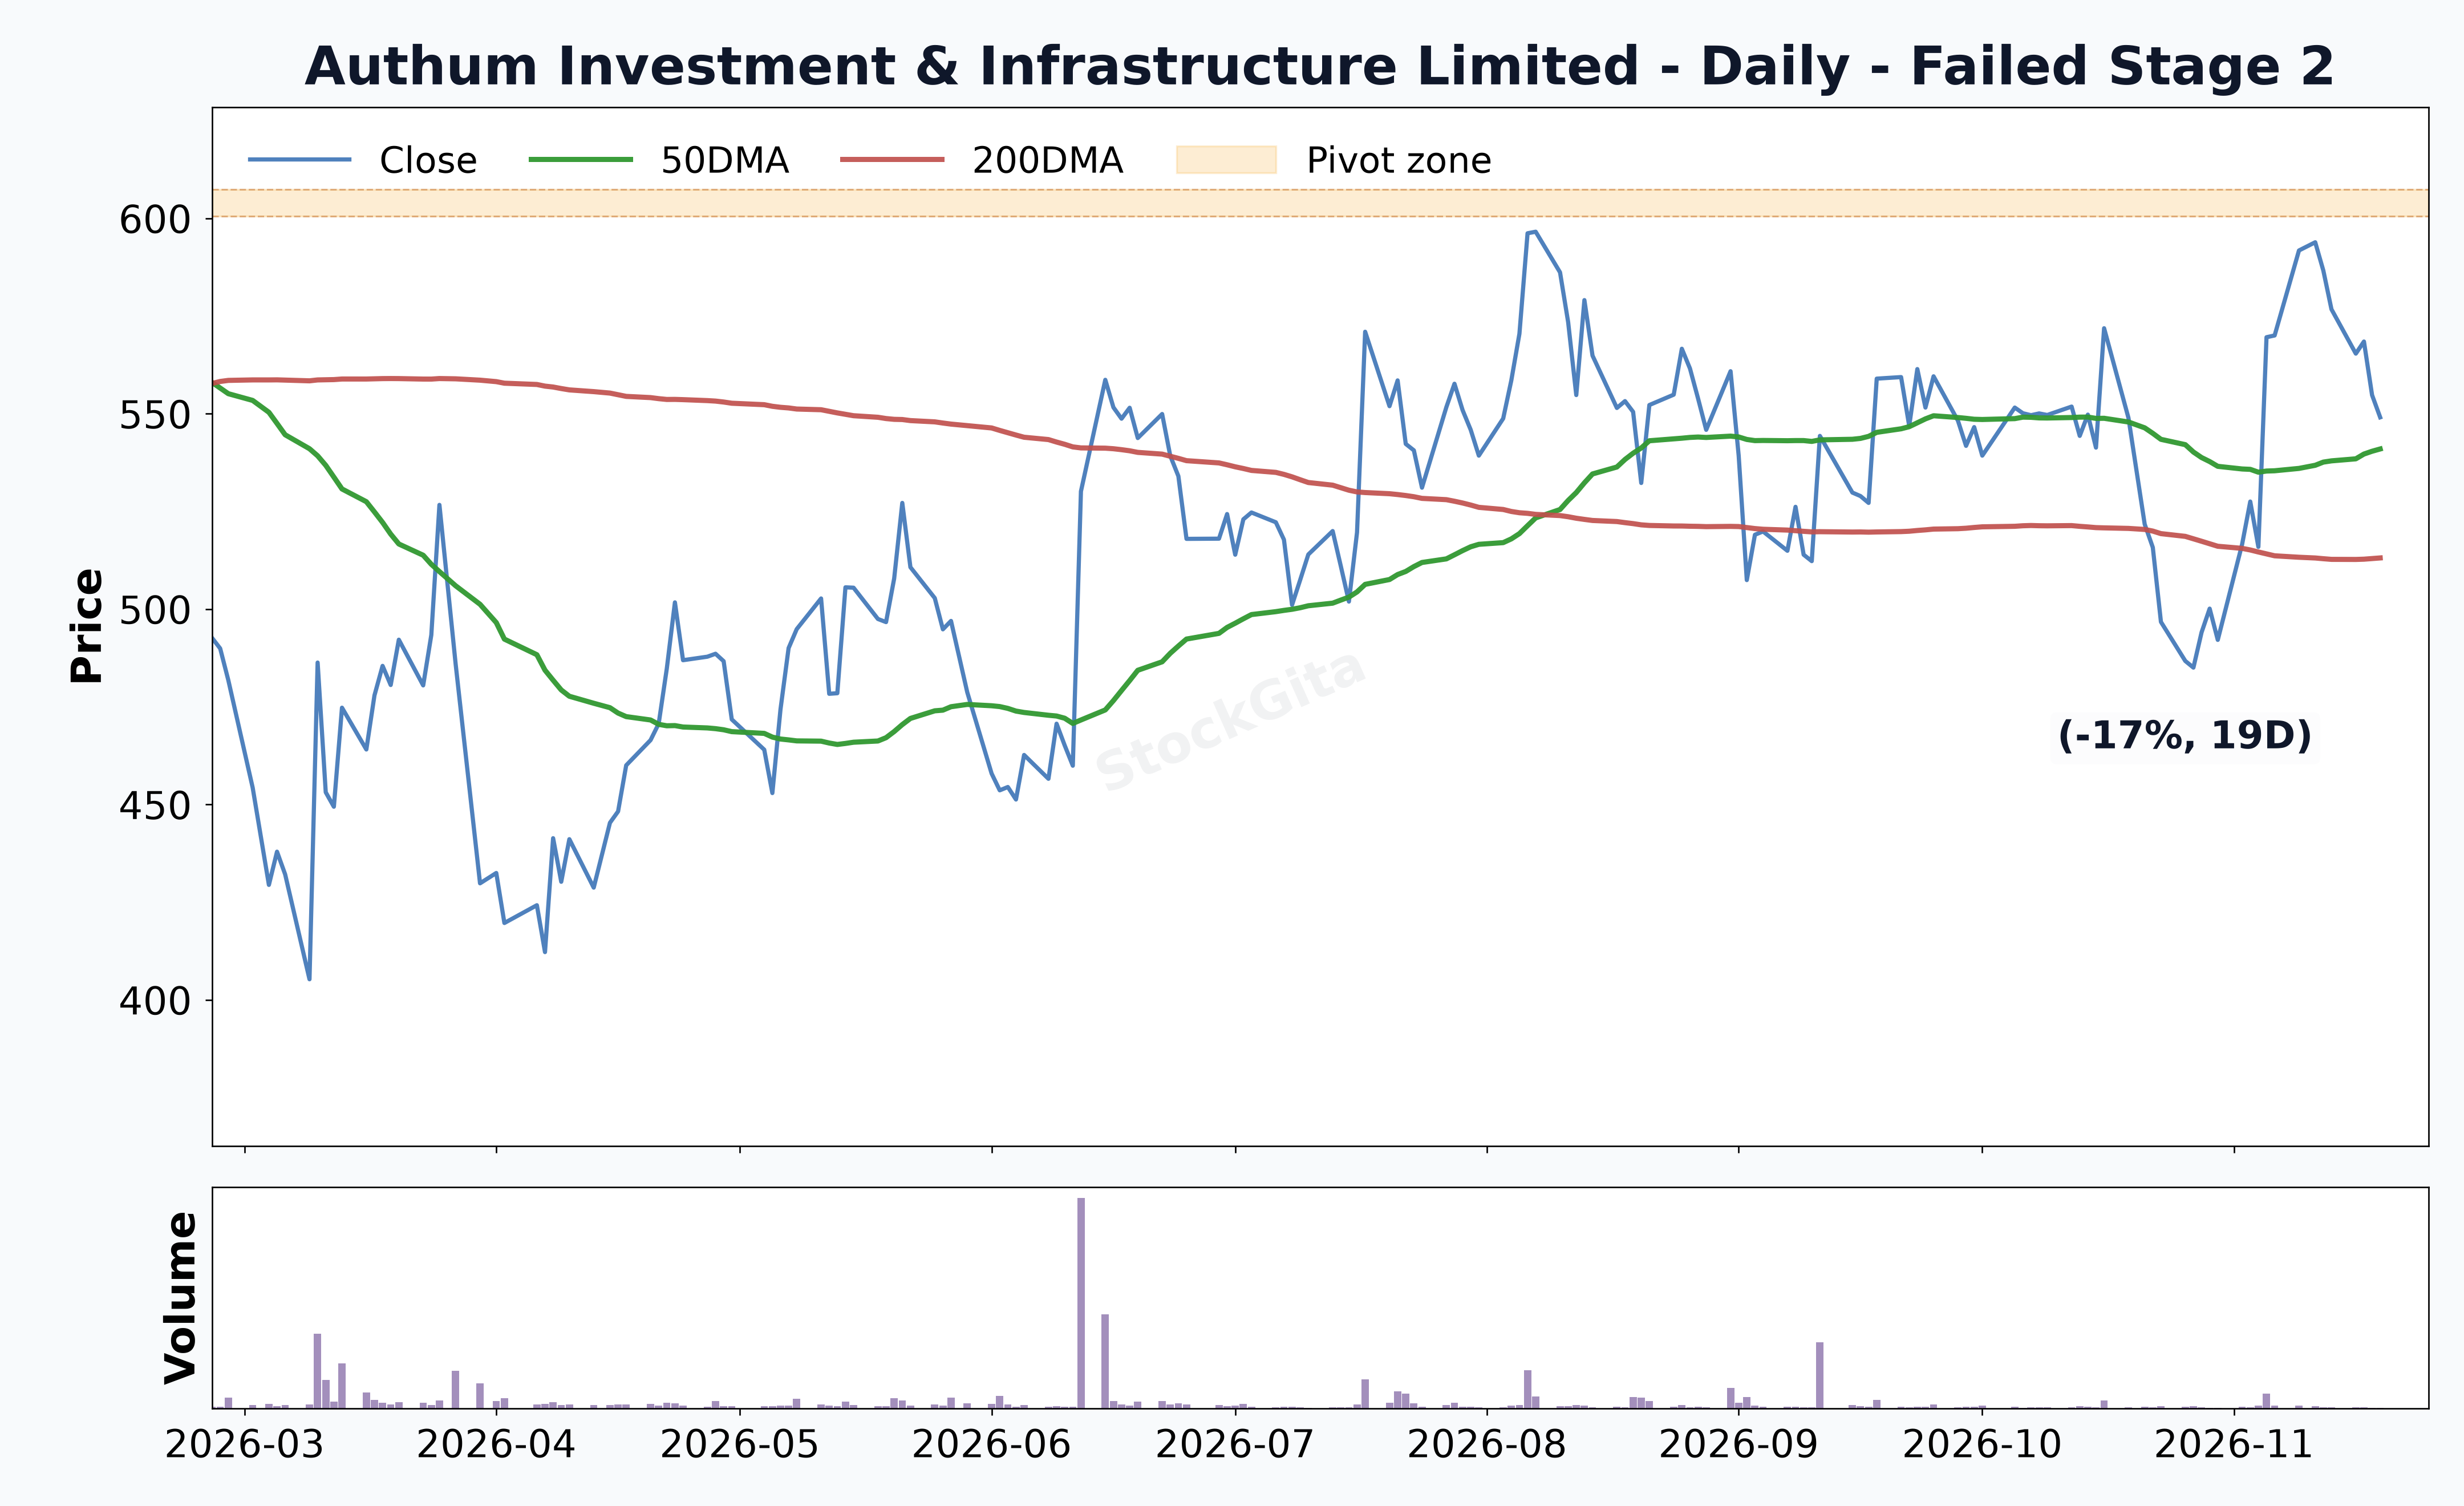 Authum Investment & Infrastructure Limited - Daily - Failed Stage 2
Close
50DMA
200DMA
Pivot zone
600
550
500
450
400
Price
StockGita
(-17%, 19D)
Volume
2026-03
2026-04
2026-05
2026-06
2026-07
2026-08
2026-09
2026-10
2026-11